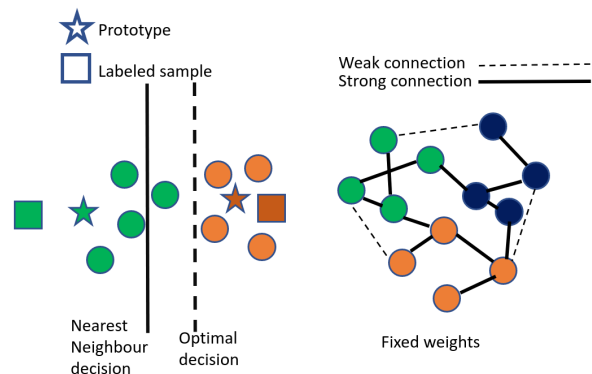 Prototype
Labeled sample
Weak connection
Strong connection
Nearest
Neighbour
decision
Optimal
decision
Fixed weights